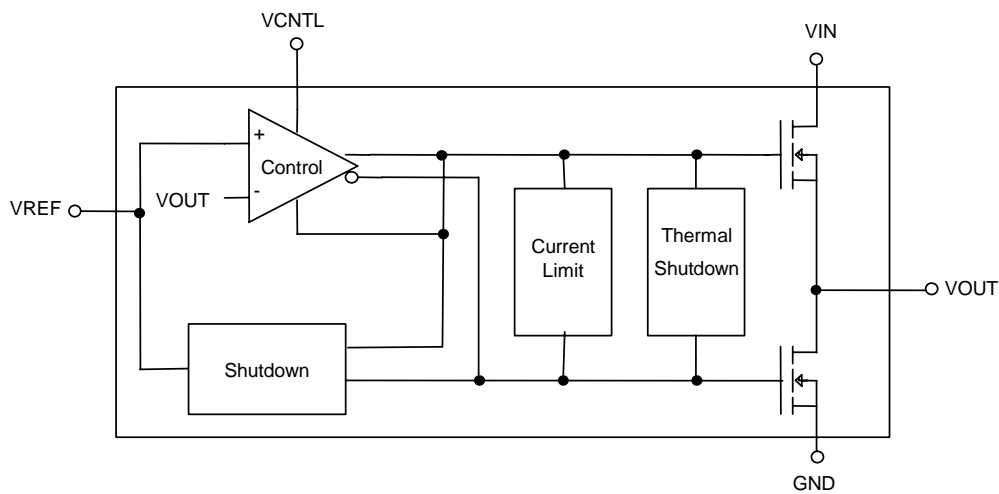 VCNTL
VIN
+
Control
-
VOUT
VREF
Current
Limit
Thermal
Shutdown
VOUT
Shutdown
GND